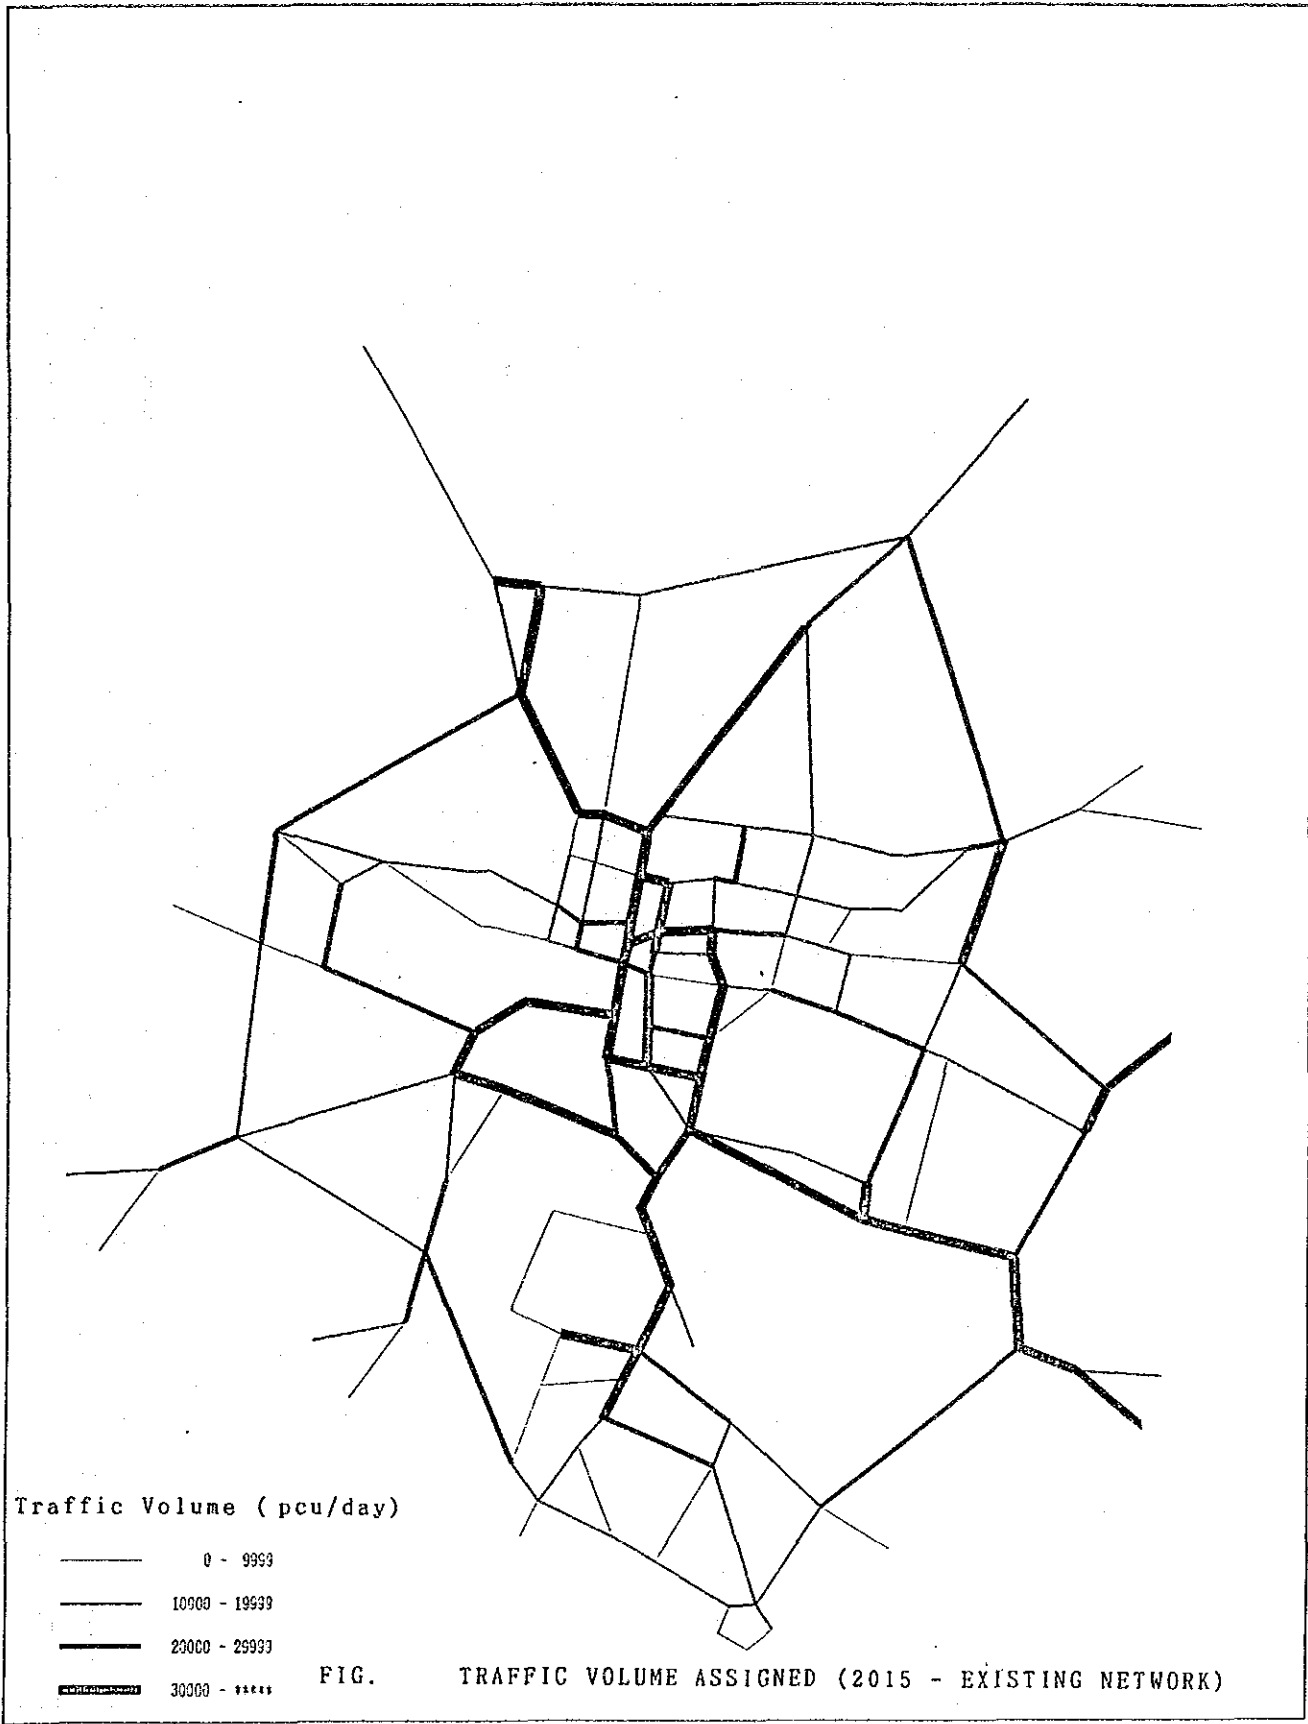 Traffic Volume (pcu/day)
0 - 9999
10000 - 19999
20000 - 29999
30000 - *****
FIG. TRAFFIC VOLUME ASSIGNED (2015 - EXISTING NETWORK)